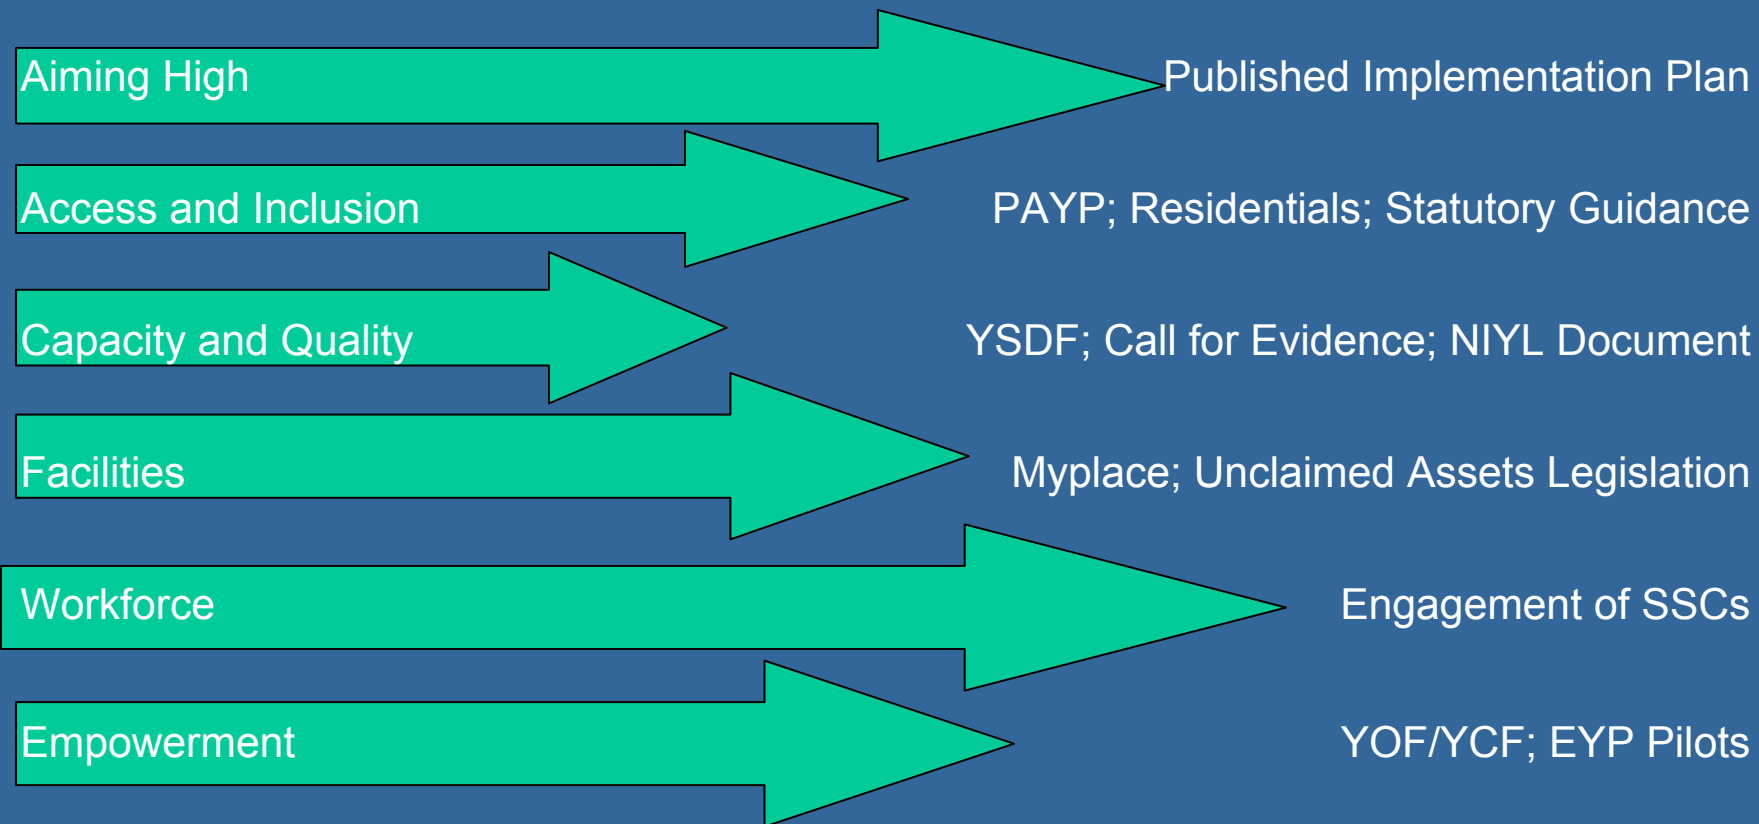 Aiming High Published Implementation Plan
Access and Inclusion PAYP; Residentials; Statutory Guidance
Capacity and Quality YSDF; Call for Evidence; NIYL Document
Facilities Myplace; Unclaimed Assets Legislation
Workforce Engagement of SSCs
Empowerment YOF/YCF; EYP Pilots